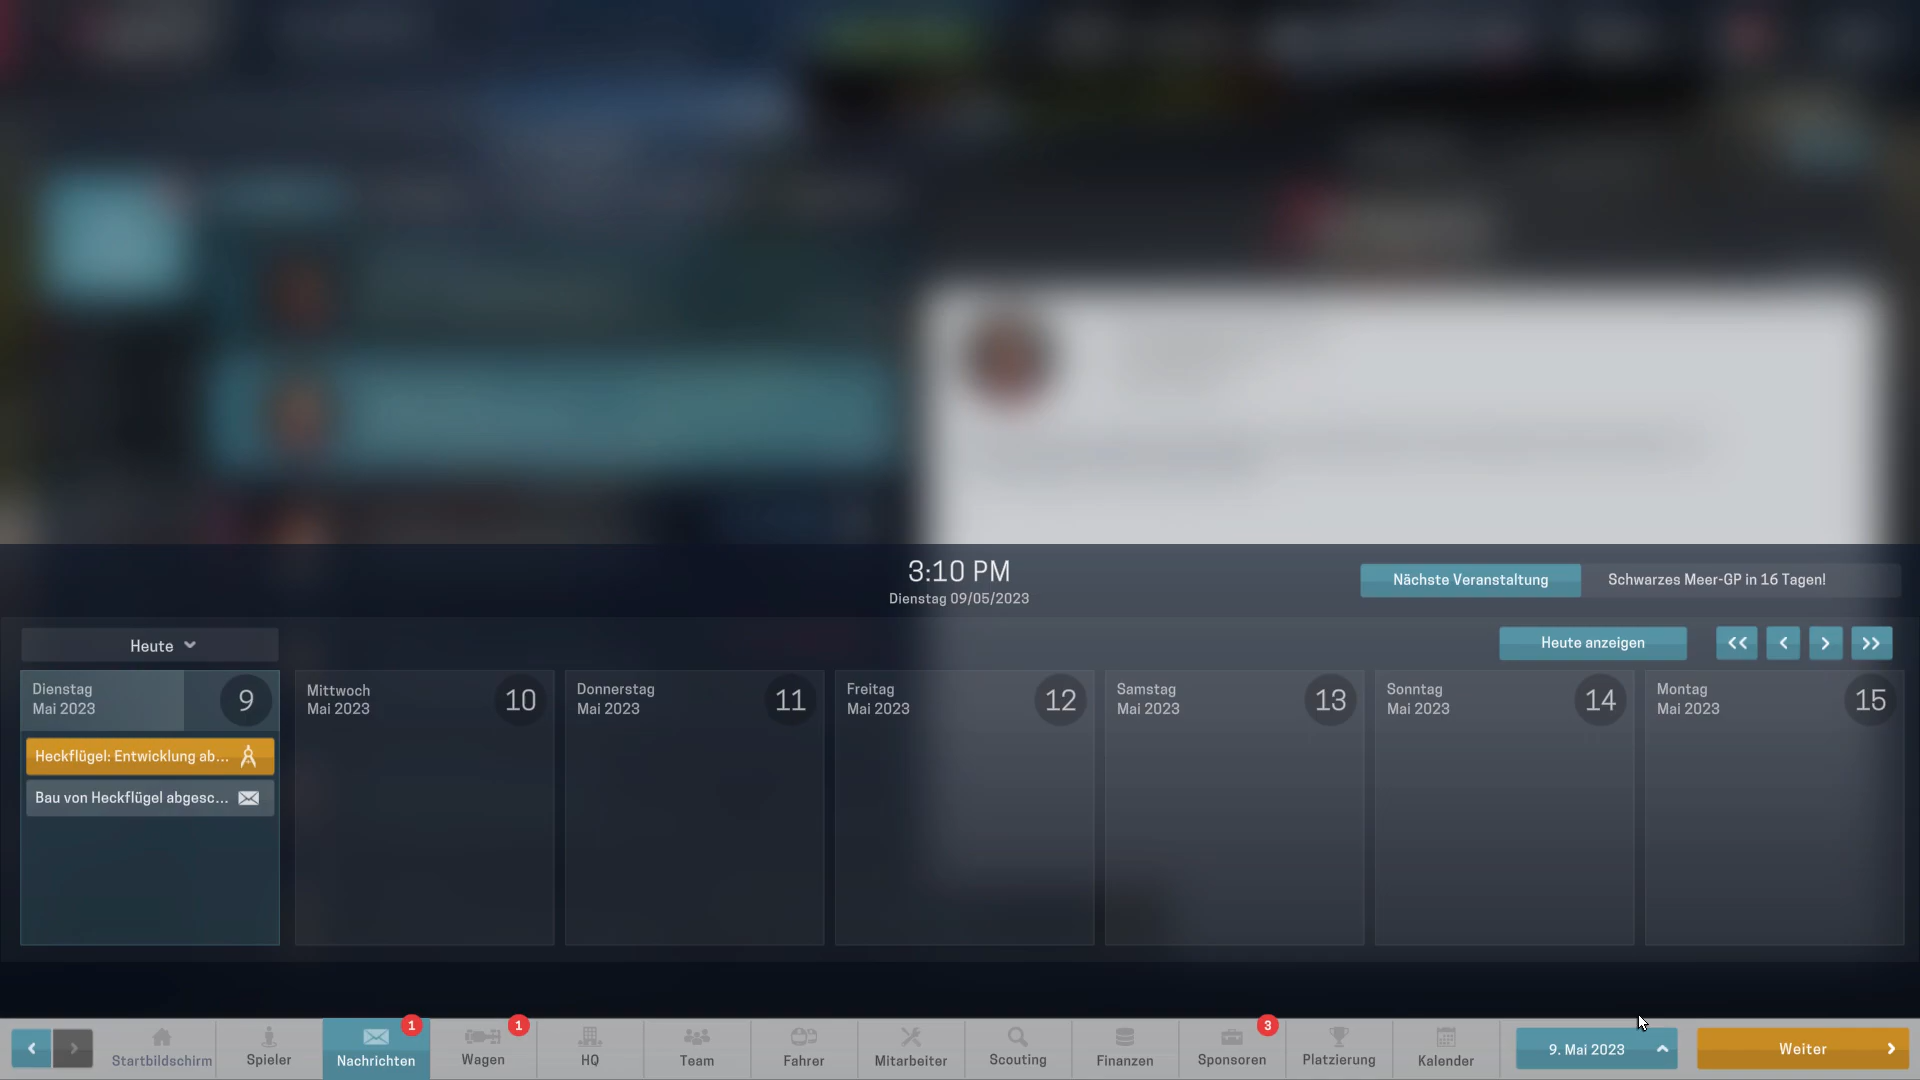 3:10 PM
Dienstag 09/05/2023
Nächste Veranstaltung
Schwarzes Meer-GP in 16 Tagen!
Heute
Heute anzeigen
Dienstag
Mai 2023
9
Mittwoch
Mai 2023
10
Donnerstag
Mai 2023
11
Freitag
Mai 2023
12
Samstag
Mai 2023
13
Sonntag
Mai 2023
14
Montag
Mai 2023
15
Heckflügel: Entwicklung ab...
Bau von Heckflügel abgesc...
Startbildschirm
Spieler
1
Nachrichten
1
Wagen
HQ
Team
Fahrer
Mitarbeiter
Scouting
Finanzen
3
Sponsoren
Platzierung
Kalender
9. Mai 2023
Weiter